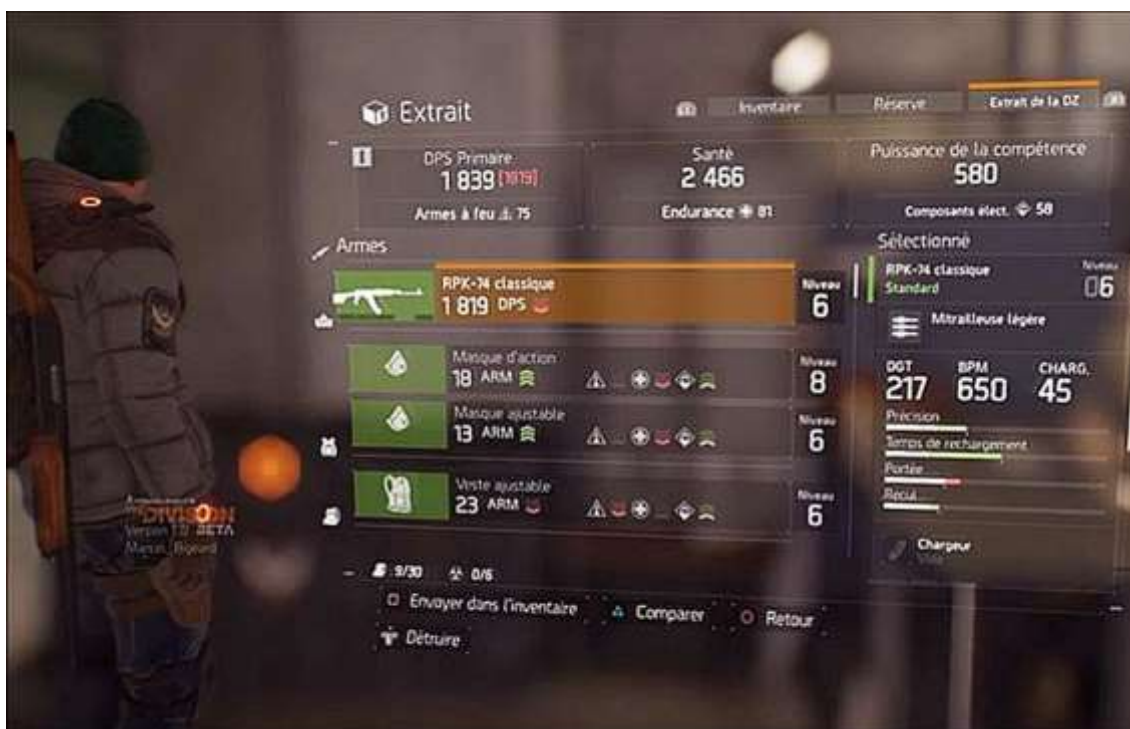 Extrait
Inventaire
Réserve
Extrait de la DZ
DPS Primaire
1 839 [1819]
Armes à feu 75
Santé
2 466
Endurance 81
Puissance de la compétence
580
Composants élect. 58
Armes
RPK-74 classique
1 819 DPS
Niveau
6
Masque d'action
18 ARM
Niveau
8
Masque ajustable
13 ARM
Niveau
6
Veste ajustable
23 ARM
Niveau
6
Sélectionné
RPK-74 classique
Standard
Niveau
06
Mitrailleuse légère
DGT
217
BPM
650
CHARG.
45
Précision
Temps de rechargement
Portée
Recul
Chargeur
Vide
9/30
0/6
Envoyer dans l'inventaire
Comparer
Retour
Détruire
DIVISION
BETA